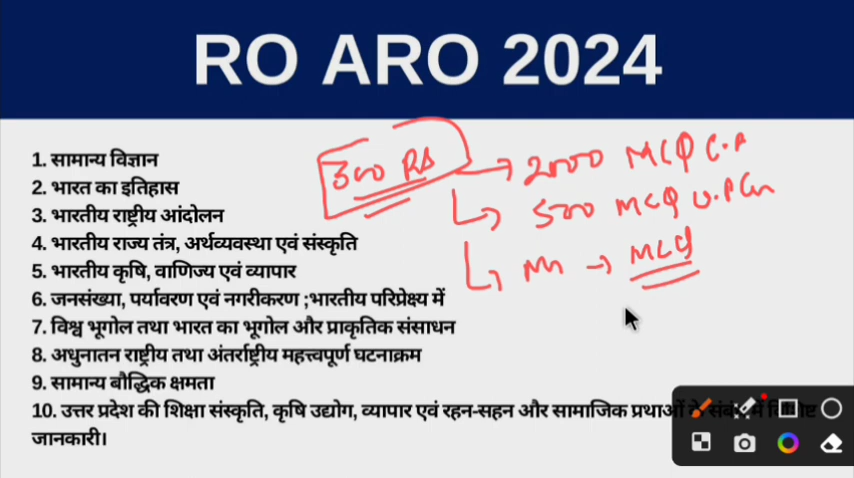 RO ARO 2024
1. सामान्य विज्ञान
2. भारत का इतिहास
3. भारतीय राष्ट्रीय आंदोलन
4. भारतीय राज्य तंत्र, अर्थव्यवस्था एवं संस्कृति
5. भारतीय कृषि, वाणिज्य एवं व्यापार
6. जनसंख्या, पर्यावरण एवं नगरीकरण ;भारतीय परिप्रेक्ष्य में
7. विश्व भूगोल तथा भारत का भूगोल और प्राकृतिक संसाधन
8. अधुनातन राष्ट्रीय तथा अंतर्राष्ट्रीय महत्त्वपूर्ण घटनाक्रम
9. सामान्य बौद्धिक क्षमता
10. उत्तर प्रदेश की शिक्षा संस्कृति, कृषि उद्योग, व्यापार एवं रहन-सहन और सामाजिक प्रथाओं
जानकारी।
300 RS
→ 2000 MCQ C.A
500 MCQ U.P
→ MCQ